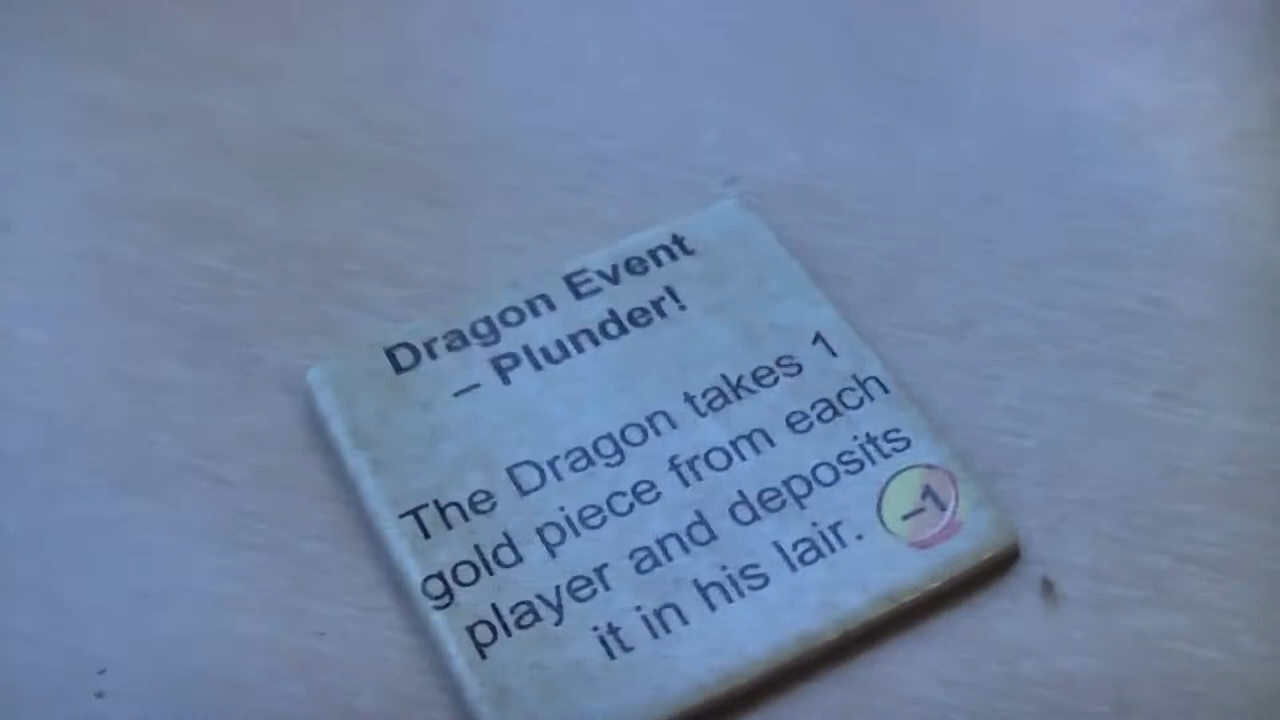 Dragon Event
– Plunder!
The Dragon takes 1
gold piece from each
player and deposits
it in his lair. –1